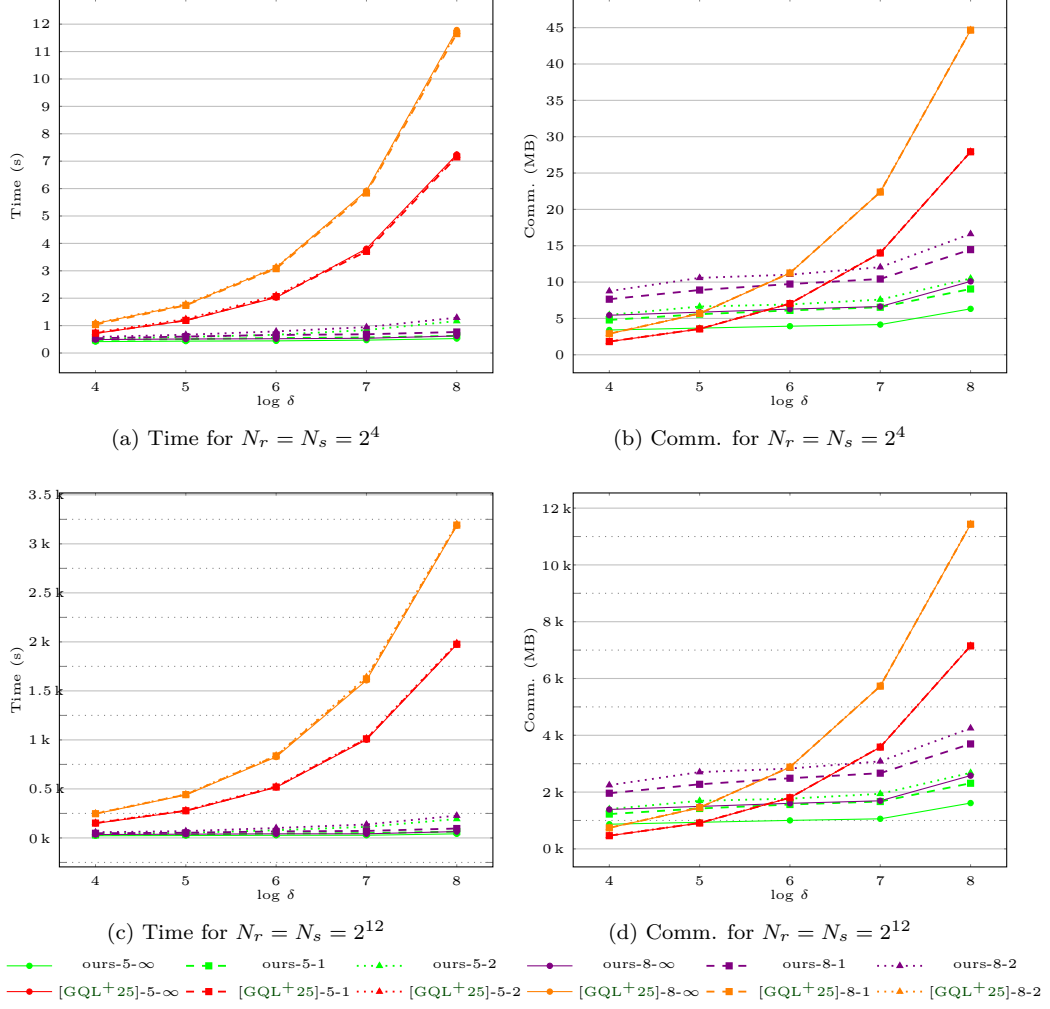 12
11
10
9
8
7
6
5
4
3
2
1
0
Time (s)
4 5 6 7 8
log δ
(a) Time for N_r = N_s = 2^4
45
40
35
30
25
20
15
10
5
0
Comm. (MB)
4 5 6 7 8
log δ
(b) Comm. for N_r = N_s = 2^4
3.5 k
3 k
2.5 k
2 k
1.5 k
1 k
0.5 k
0 k
Time (s)
4 5 6 7 8
log δ
(c) Time for N_r = N_s = 2^12
12 k
10 k
8 k
6 k
4 k
2 k
0 k
Comm. (MB)
4 5 6 7 8
log δ
(d) Comm. for N_r = N_s = 2^12
ours-5-∞ ours-5-1 ours-5-2 ours-8-∞ ours-8-1 ours-8-2
[GQL+25]-5-∞ [GQL+25]-5-1 [GQL+25]-5-2 [GQL+25]-8-∞ [GQL+25]-8-1 [GQL+25]-8-2